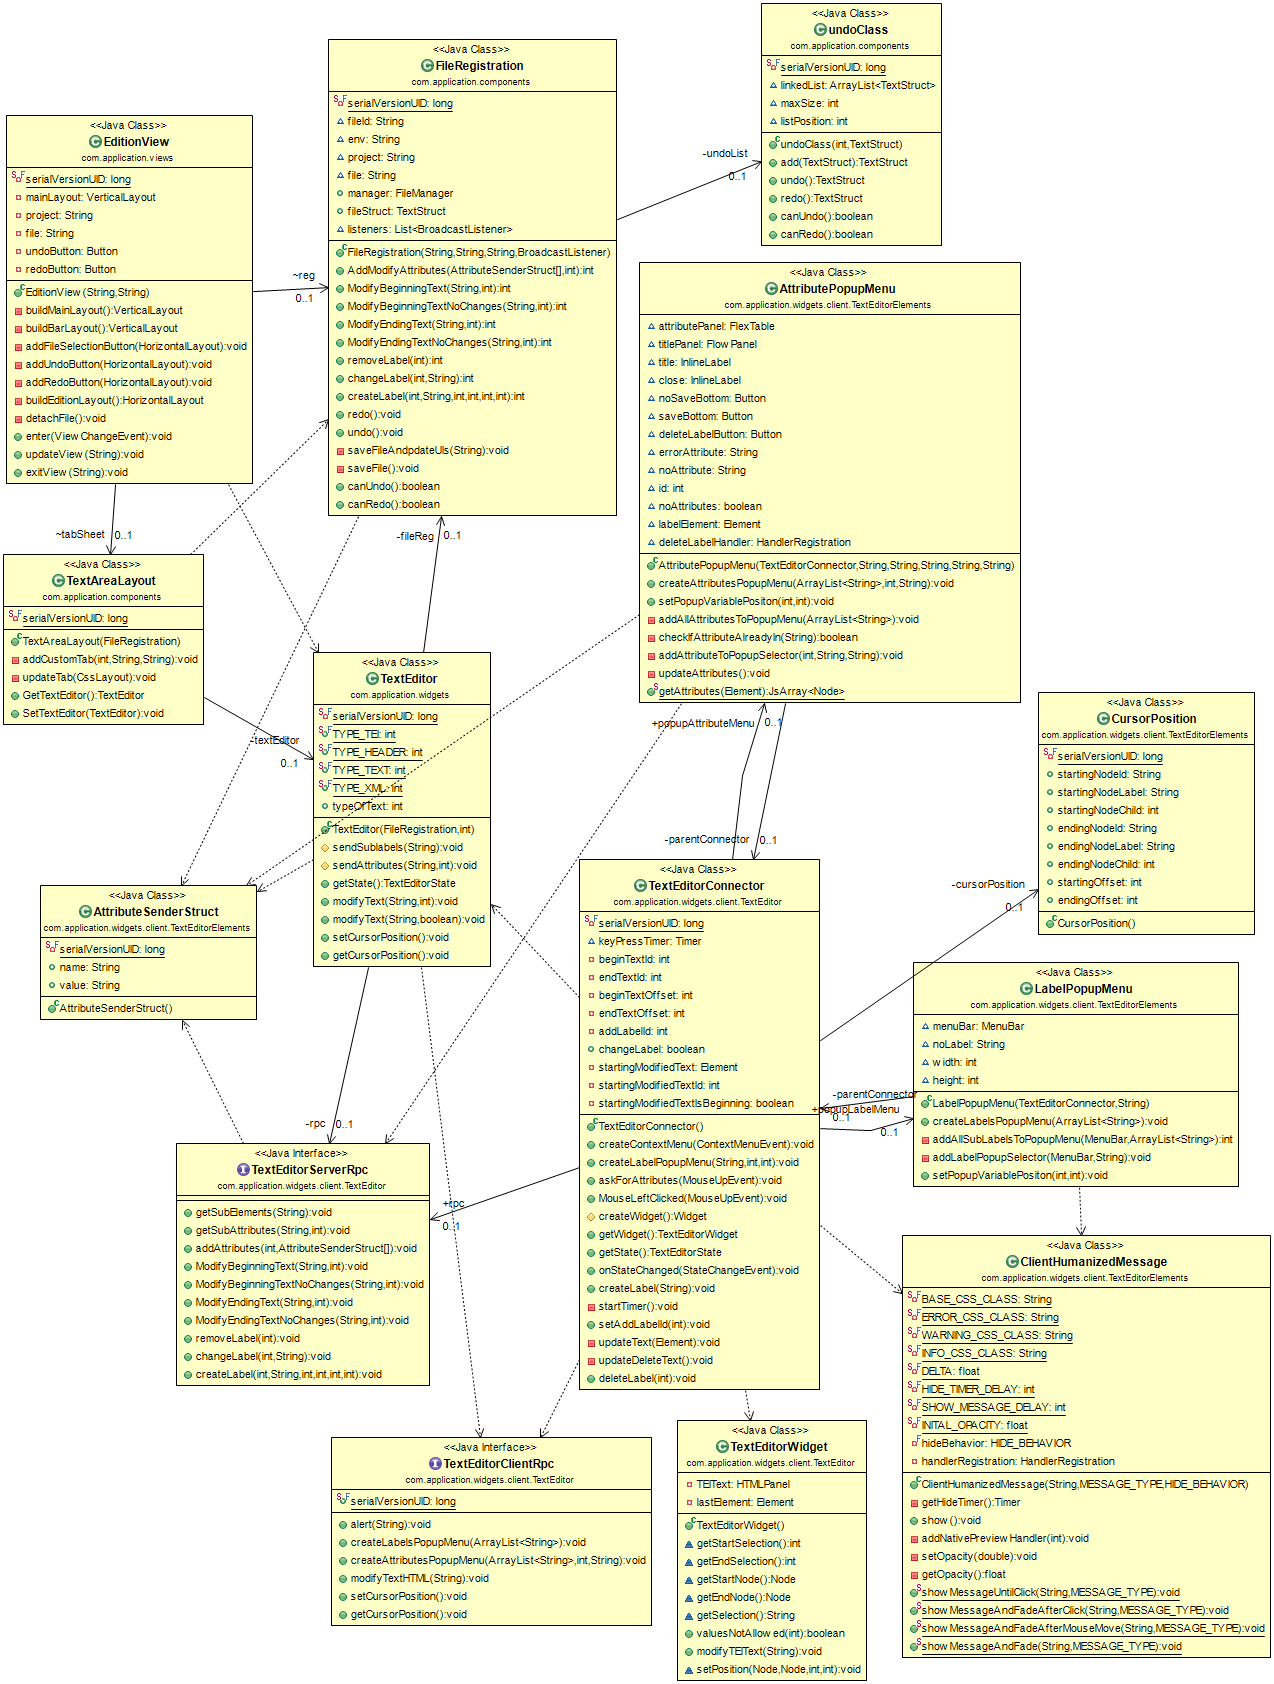 <<Java Class>>
undoClass
com.application.components
serialVersionUID: long
linkedList: ArrayList<TextStruct>
maxSize: int
listPosition: int
undoClass(int,TextStruct)
add(TextStruct):TextStruct
undo():TextStruct
redo():TextStruct
canUndo():boolean
canRedo():boolean
<<Java Class>>
FileRegistration
com.application.components
serialVersionUID: long
fileId: String
env: String
project: String
file: String
manager: FileManager
fileStruct: TextStruct
listeners: List<BroadcastListener>
FileRegistration(String,String,String,BroadcastListener)
AddModifyAttributes(AttributeSenderStruct[],int):int
ModifyBeginningText(String,int):int
ModifyBeginningTextNoChanges(String,int):int
ModifyEndingText(String,int):int
ModifyEndingTextNoChanges(String,int):int
removeLabel(int):int
changeLabel(int,String):int
createLabel(int,String,int,int,int,int):int
redo():void
undo():void
saveFileAndpdateUIs(String):void
saveFile():void
canUndo():boolean
canRedo():boolean
-undoList
0..1
<<Java Class>>
EditionView
com.application.views
serialVersionUID: long
mainLayout: VerticalLayout
project: String
file: String
undoButton: Button
redoButton: Button
EditionView(String,String)
buildMainLayout():VerticalLayout
buildBarLayout():VerticalLayout
addFileSelectionButton(HorizontalLayout):void
addUndoButton(HorizontalLayout):void
addRedoButton(HorizontalLayout):void
buildEditionLayout():HorizontalLayout
detachFile():void
enter(ViewChangeEvent):void
updateView(String):void
exitView(String):void
~reg
0..1
<<Java Class>>
AttributePopupMenu
com.application.widgets.client.TextEditorElements
attributePanel: FlexTable
titlePanel: FlowPanel
title: InlineLabel
close: InlineLabel
noSaveBottom: Button
saveBottom: Button
deleteLabelButton: Button
errorAttribute: String
noAttribute: String
id: int
noAttributes: boolean
labelElement: Element
deleteLabelHandler: HandlerRegistration
AttributePopupMenu(TextEditorConnector,String,String,String,String,String)
createAttributesPopupMenu(ArrayList<String>,int,String):void
setPopupVariablePositon(int,int):void
addAllAttributesToPopupMenu(ArrayList<String>):void
checkIfAttributeAlreadyIn(String):boolean
addAttributeToPopupSelector(int,String,String):void
updateAttributes():void
getAttributes(Element):JsArray<Node>
~tabSheet
0..1
-fileReg
0..1
<<Java Class>>
TextAreaLayout
com.application.components
serialVersionUID: long
TextAreaLayout(FileRegistration)
addCustomTab(int,String,String):void
updateTab(CssLayout):void
GetTextEditor():TextEditor
SetTextEditor(TextEditor):void
-textEditor
0..1
<<Java Class>>
TextEditor
com.application.widgets
serialVersionUID: long
TYPE_TEI: int
TYPE_HEADER: int
TYPE_TEXT: int
TYPE_XML: int
typeOfText: int
TextEditor(FileRegistration,int)
sendSublabels(String):void
sendAttributes(String,int):void
getState():TextEditorState
modifyText(String,int):void
modifyText(String,boolean):void
setCursorPosition():void
getCursorPosition():void
+popupAttributeMenu
0..1
-parentConnector
0..1
<<Java Class>>
CursorPosition
com.application.widgets.client.TextEditorElements
serialVersionUID: long
startingNodeId: String
startingNodeLabel: String
startingNodeChild: int
endingNodeId: String
endingNodeLabel: String
endingNodeChild: int
startingOffset: int
endingOffset: int
CursorPosition()
-cursorPosition
0..1
<<Java Class>>
AttributeSenderStruct
com.application.widgets.client.TextEditorElements
serialVersionUID: long
name: String
value: String
AttributeSenderStruct()
<<Java Class>>
TextEditorConnector
com.application.widgets.client.TextEditor
serialVersionUID: long
keyPressTimer: Timer
beginTextId: int
endTextId: int
beginTextOffset: int
endTextOffset: int
addLabelId: int
changeLabel: boolean
startingModifiedText: Element
startingModifiedTextId: int
startingModifiedTextIsBeginning: boolean
TextEditorConnector()
createContextMenu(ContextMenuEvent):void
createLabelPopupMenu(String,int,int):void
askForAttributes(MouseUpEvent):void
MouseLeftClicked(MouseUpEvent):void
createWidget():Widget
getWidget():TextEditorWidget
getState():TextEditorState
onStateChanged(StateChangeEvent):void
createLabel(String):void
startTimer():void
setAddLabelId(int):void
updateText(Element):void
updateDeleteText():void
deleteLabel(int):void
<<Java Class>>
LabelPopupMenu
com.application.widgets.client.TextEditorElements
menuBar: MenuBar
noLabel: String
width: int
height: int
LabelPopupMenu(TextEditorConnector,String)
createLabelsPopupMenu(ArrayList<String>):void
addAllSubLabelsToPopupMenu(MenuBar,ArrayList<String>):int
addLabelPopupSelector(MenuBar,String):void
setPopupVariablePositon(int,int):void
-parentConnector
0..1
+popupLabelMenu
0..1
-rpc
0..1
<<Java Interface>>
TextEditorServerRpc
com.application.widgets.client.TextEditor
getSubElements(String):void
getSubAttributes(String,int):void
addAttributes(int,AttributeSenderStruct[]):void
ModifyBeginningText(String,int):void
ModifyBeginningTextNoChanges(String,int):void
ModifyEndingText(String,int):void
ModifyEndingTextNoChanges(String,int):void
removeLabel(int):void
changeLabel(int,String):void
createLabel(int,String,int,int,int,int):void
+rpc
0..1
<<Java Class>>
ClientHumanizedMessage
com.application.widgets.client.TextEditorElements
BASE_CSS_CLASS: String
ERROR_CSS_CLASS: String
WARNING_CSS_CLASS: String
INFO_CSS_CLASS: String
DELTA: float
HIDE_TIMER_DELAY: int
SHOW_MESSAGE_DELAY: int
INITAL_OPACITY: float
hideBehavior: HIDE_BEHAVIOR
handlerRegistration: HandlerRegistration
ClientHumanizedMessage(String,MESSAGE_TYPE,HIDE_BEHAVIOR)
getHideTimer():Timer
show():void
addNativePreviewHandler(int):void
setOpacity(double):void
getOpacity():float
showMessageUntilClick(String,MESSAGE_TYPE):void
showMessageAndFadeAfterClick(String,MESSAGE_TYPE):void
showMessageAndFadeAfterMouseMove(String,MESSAGE_TYPE):void
showMessageAndFade(String,MESSAGE_TYPE):void
<<Java Interface>>
TextEditorClientRpc
com.application.widgets.client.TextEditor
serialVersionUID: long
alert(String):void
createLabelsPopupMenu(ArrayList<String>):void
createAttributesPopupMenu(ArrayList<String>,int,String):void
modifyTextHTML(String):void
setCursorPosition():void
getCursorPosition():void
<<Java Class>>
TextEditorWidget
com.application.widgets.client.TextEditor
TEIText: HTMLPanel
lastElement: Element
TextEditorWidget()
getStartSelection():int
getEndSelection():int
getStartNode():Node
getEndNode():Node
getSelection():String
valuesNotAllowed(int):boolean
modifyTEIText(String):void
setPosition(Node,Node,int,int):void